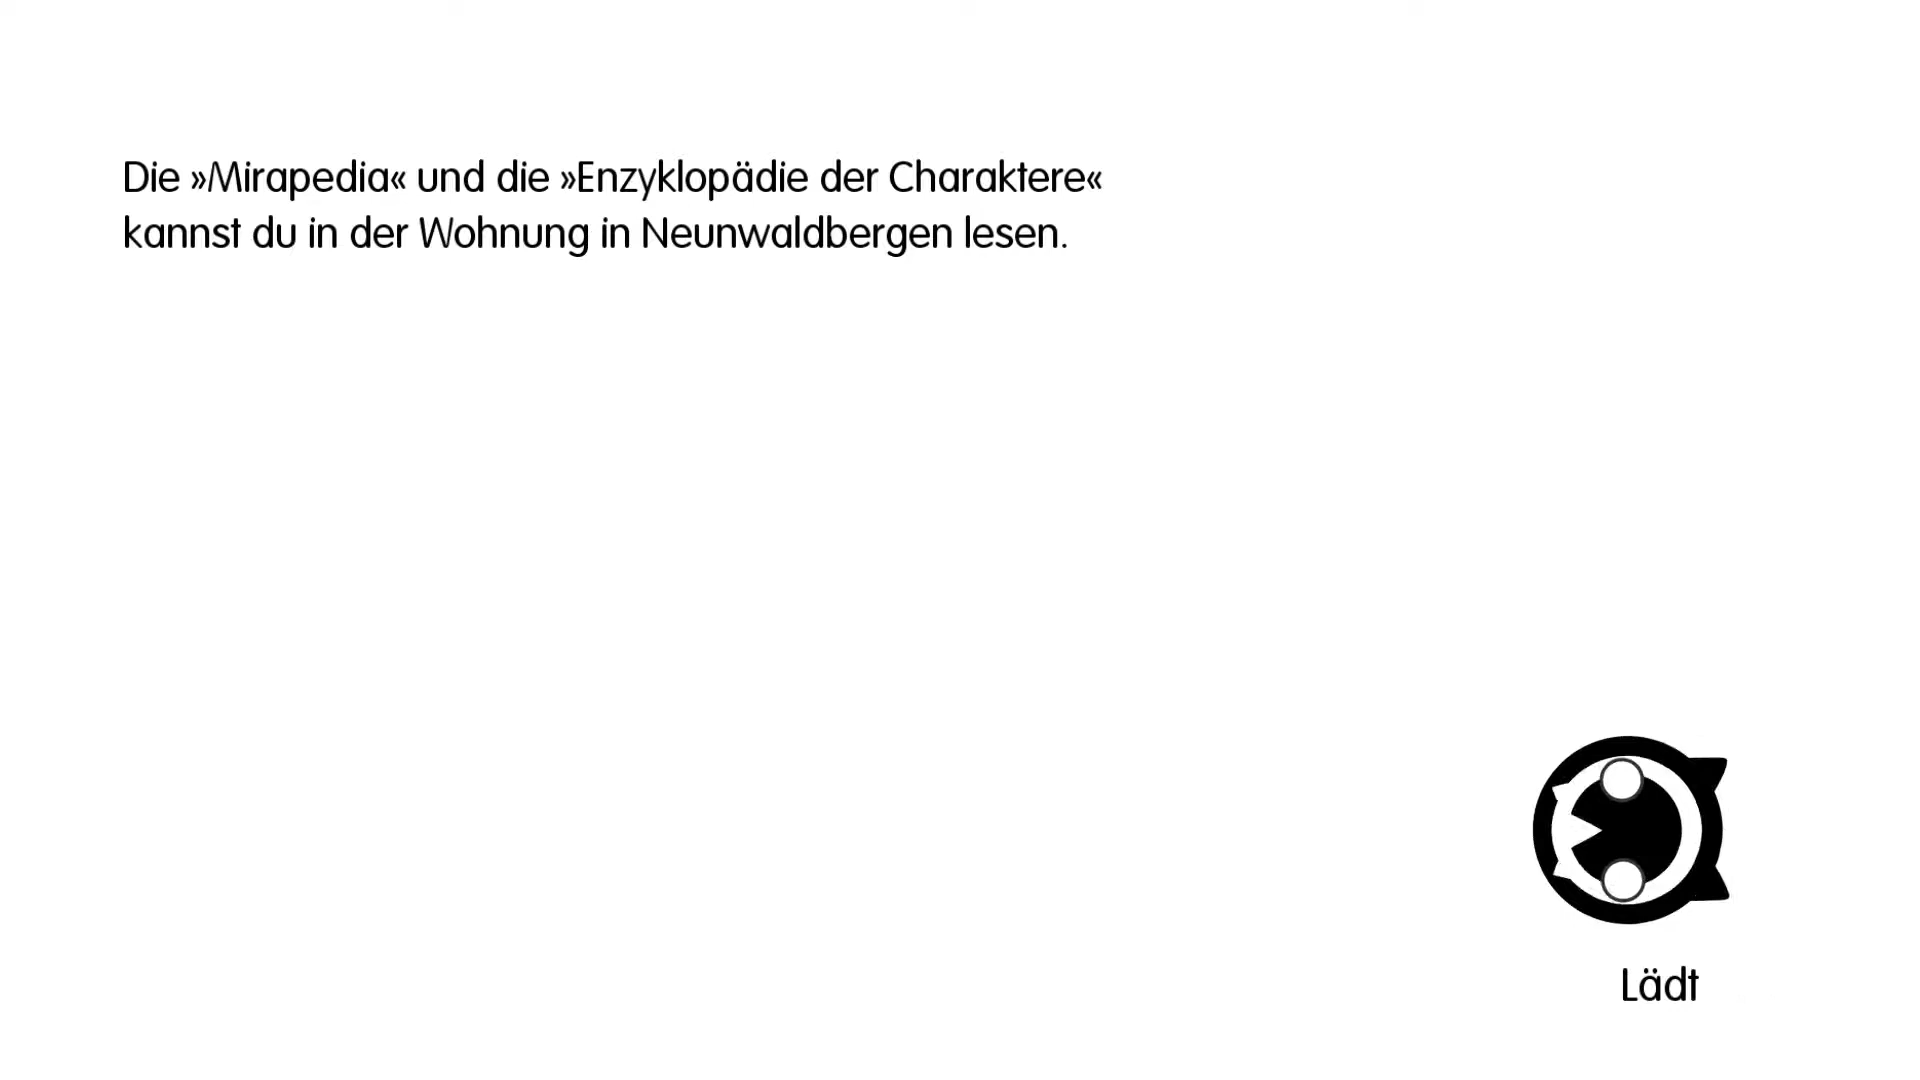 Die »Mirapedia« und die »Enzyklopädie der Charaktere«
kannst du in der Wohnung in Neunwaldbergen lesen.
Lädt